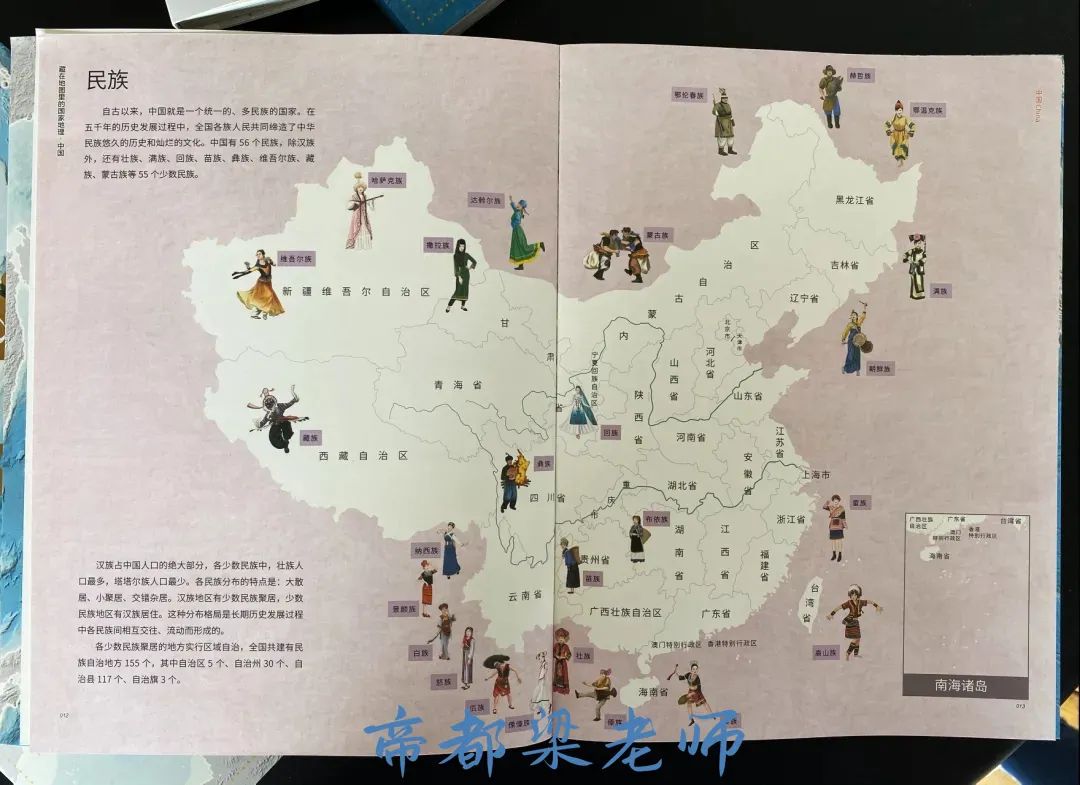 藏在地图里的国家地理·中国
民族
自古以来，中国就是一个统一的、多民族的国家。在
五千年的历史发展过程中，全国各族人民共同缔造了中华
民族悠久的历史和灿烂的文化。中国有 56 个民族，除汉族
外，还有壮族、满族、回族、苗族、彝族、维吾尔族、藏
族、蒙古族等 55 个少数民族。
中国 China
赫哲族
鄂伦春族
鄂温克族
哈萨克族
达斡尔族
黑龙江省
撒拉族
蒙古族
维吾尔族
吉林省
满族
新疆维吾尔自治区
内蒙古自治区
辽宁省
北京市
天津市
朝鲜族
甘肃省
宁夏回族自治区
山西省
河北省
青海省
陕西省
山东省
回族
藏族
河南省
江苏省
西藏自治区
彝族
安徽省
上海市
四川省
重庆市
湖北省
畲族
布依族
浙江省
广西壮族
自治区
广东省
台湾省
澳门
特别行政区
香港
特别行政区
海南省
纳西族
贵州省
湖南省
江西省
福建省
苗族
汉族占中国人口的绝大部分，各少数民族中，壮族人
口最多，塔塔尔族人口最少。各民族分布的特点是：大散
居、小聚居、交错杂居。汉族地区有少数民族聚居，少数
民族地区有汉族居住。这种分布格局是长期历史发展过程
中各民族间相互交往、流动而形成的。
各少数民族聚居的地方实行区域自治，全国共建有民
族自治地方 155 个，其中自治区 5 个、自治州 30 个、自
治县 117 个、自治旗 3 个。
景颇族
云南省
广西壮族自治区
广东省
台湾省
白族
壮族
澳门特别行政区
香港特别行政区
高山族
怒族
海南省
南海诸岛
佤族
傈僳族
傣族
族
012
013
帝都梁老师